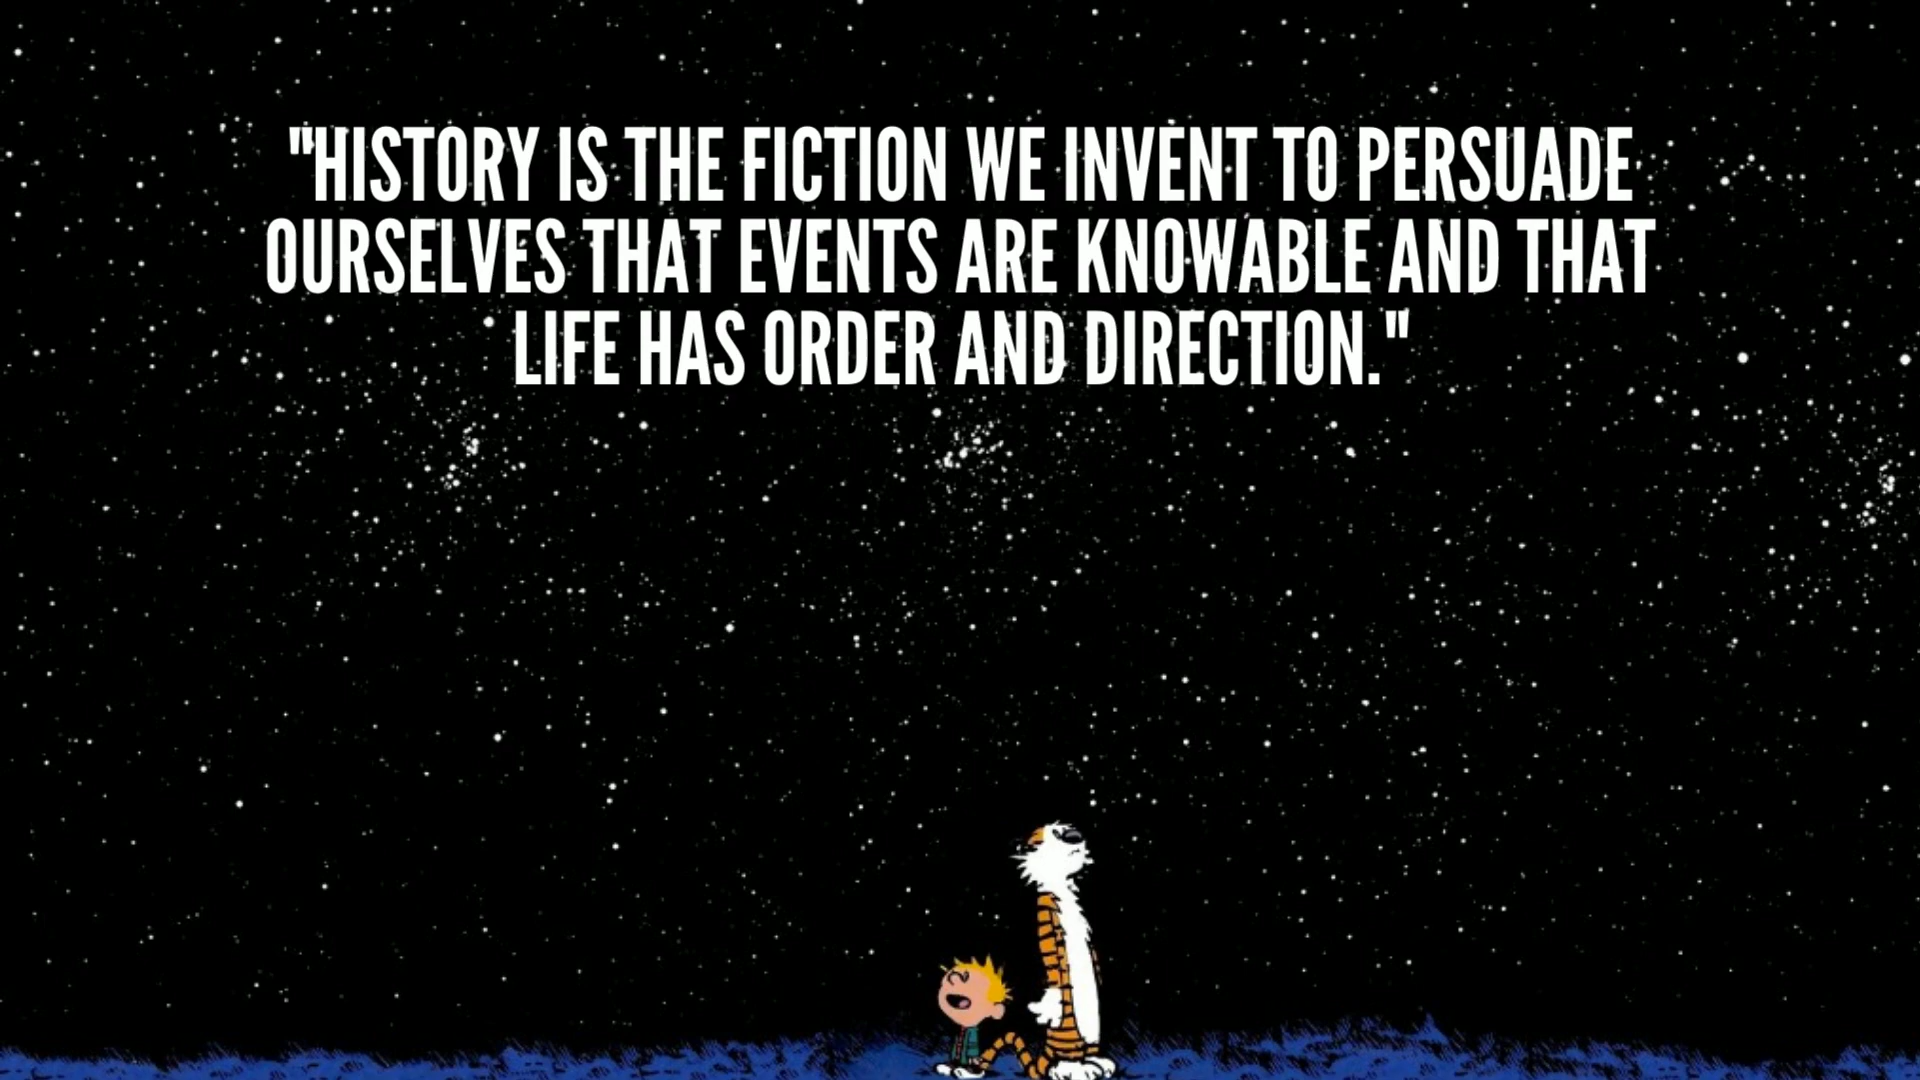 "HISTORY IS THE FICTION WE INVENT TO PERSUADE
OURSELVES THAT EVENTS ARE KNOWABLE AND THAT
LIFE HAS ORDER AND DIRECTION."